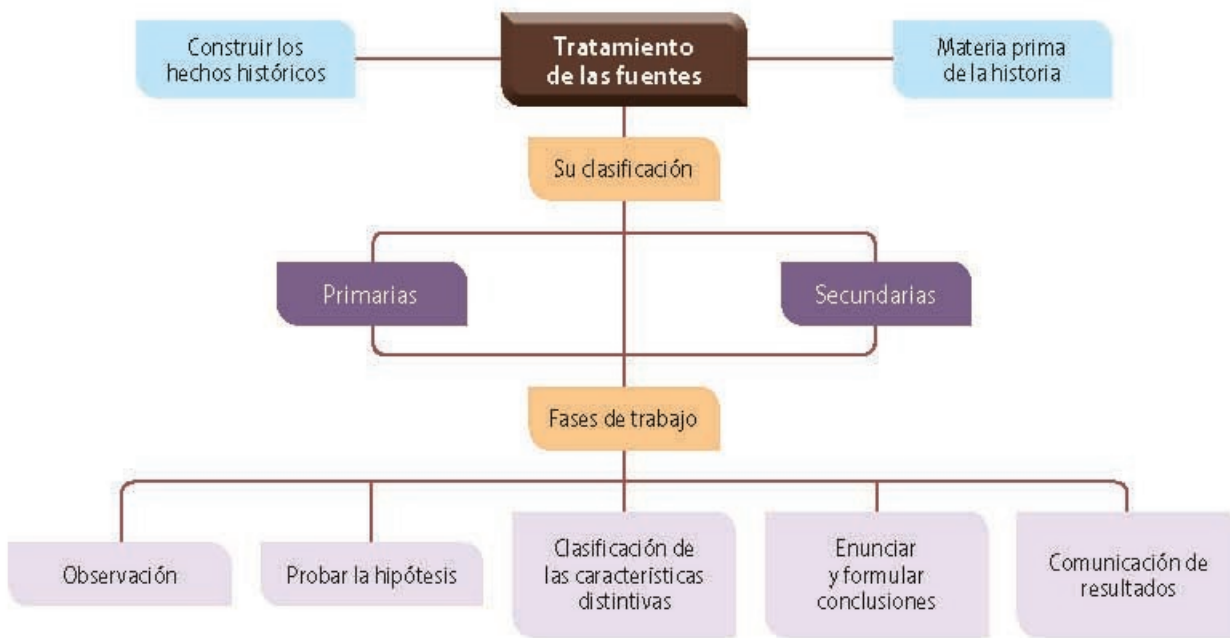 Construir los
hechos históricos
Tratamiento
de las fuentes
Materia prima
de la historia
Su clasificación
Primarias
Secundarias
Fases de trabajo
Observación
Probar la hipótesis
Clasificación de
las características
distintivas
Enunciar
y formular
conclusiones
Comunicación de
resultados